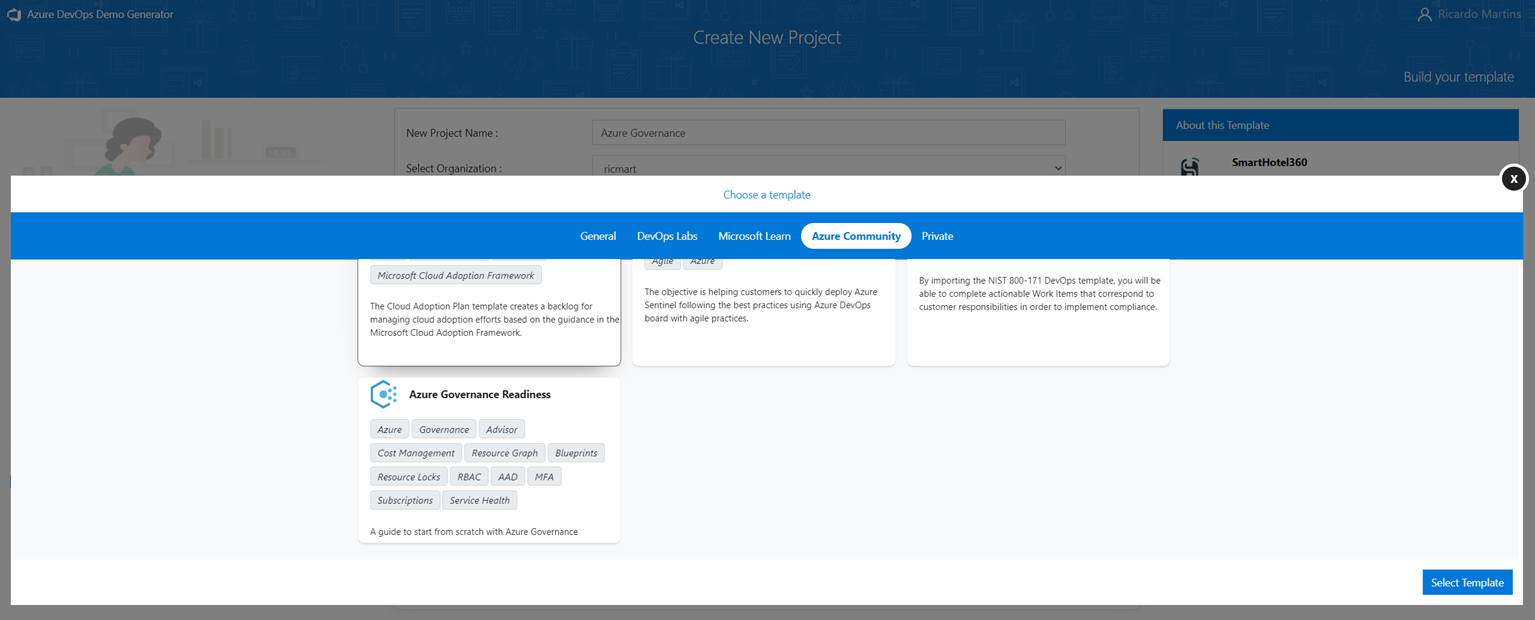 Azure DevOps Demo Generator
Ricardo Martins
Create New Project
Build your template
New Project Name :
Azure Governance
About this Template
Select Organization :
ricmart
SmartHotel360
X
Choose a template
General
DevOps Labs
Microsoft Learn
Azure Community
Private
Microsoft Cloud Adoption Framework
The Cloud Adoption Plan template creates a backlog for
managing cloud adoption efforts based on the guidance in the
Microsoft Cloud Adoption Framework.
Agile Azure
The objective is helping customers to quickly deploy Azure
Sentinel following the best practices using Azure DevOps
board with agile practices.
By importing the NIST 800-171 DevOps template, you will be
able to complete actionable Work Items that correspond to
customer responsibilities in order to implement compliance.
Azure Governance Readiness
Azure Governance Advisor
Cost Management Resource Graph Blueprints
Resource Locks RBAC AAD MFA
Subscriptions Service Health
A guide to start from scratch with Azure Governance
Select Template